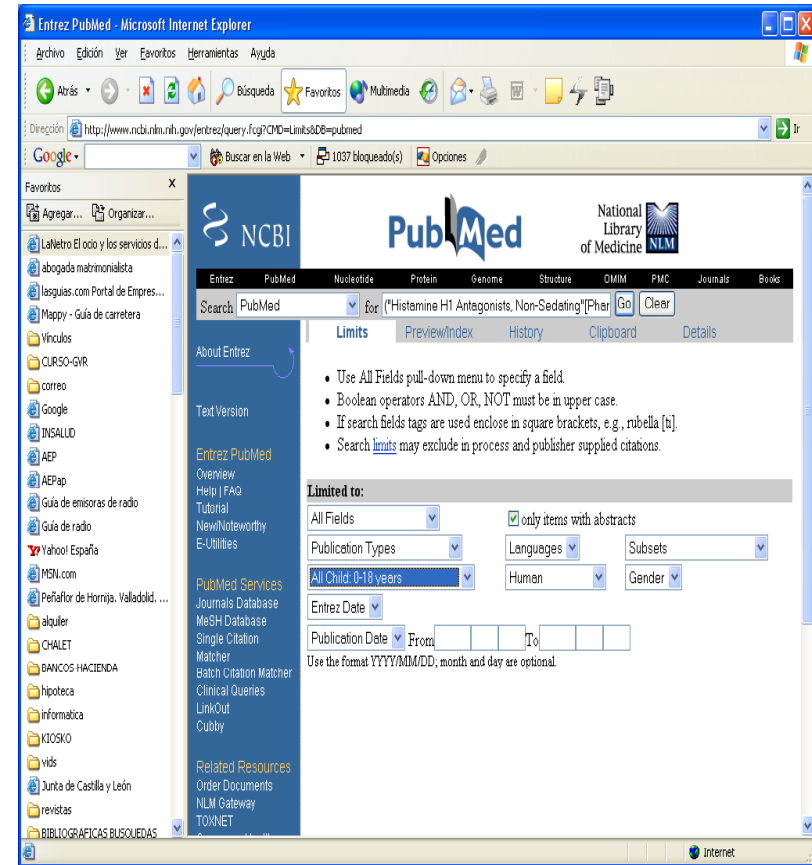 Entrez PubMed - Microsoft Internet Explorer
Archivo Edición Ver Favoritos Herramientas Ayuda
Atrás Búsqueda Favoritos Multimedia
Dirección http://www.ncbi.nlm.nih.gov/entrez/query.fcgi?CMD=Limits&DB=pubmed Ir
Google Buscar en la Web 1037 bloqueado(s) Opciones
Favoritos x
Agregar... Organizar...
LaNetro El ocio y los servicios d...
abogada matrimonialista
lasguias.com Portal de Empres...
Mappy - Guía de carretera
Vínculos
CURSO-GVR
correo
Google
INSALUD
AEP
AEPap
Guía de emisoras de radio
Guía de radio
Yahoo! España
MSN.com
Peñaflor de Hornija. Valladolid. ...
alquiler
CHALET
BANCOS-HACIENDA
hipoteca
informatica
KIOSKO
vids
Junta de Castilla y León
revistas
BIBLIOGRAFICAS BUSQUEDAS
NCBI
PubMed
National
Library
of Medicine NLM
Entrez PubMed Nucleotide Protein Genome Structure OMIM PMC Journals Books
Search PubMed for ("Histamine H1 Antagonists, Non-Sedating"[Phar Go Clear
Limits Preview/Index History Clipboard Details
About Entrez
Text Version
Entrez PubMed
Overview
Help | FAQ
Tutorial
New/Noteworthy
E-Utilities
PubMed Services
Journals Database
MeSH Database
Single Citation
Matcher
Batch Citation Matcher
Clinical Queries
LinkOut
Cubby
Related Resources
Order Documents
NLM Gateway
TOXNET
• Use All Fields pull-down menu to specify a field.
• Boolean operators AND, OR, NOT must be in upper case.
• If search fields tags are used enclose in square brackets, e.g., rubella [ti].
• Search limits may exclude in process and publisher supplied citations.
Limited to:
All Fields only items with abstracts
Publication Types Languages Subsets
All Child: 0-18 years Human Gender
Entrez Date
Publication Date From To
Use the format YYYY/MM/DD; month and day are optional.
Internet